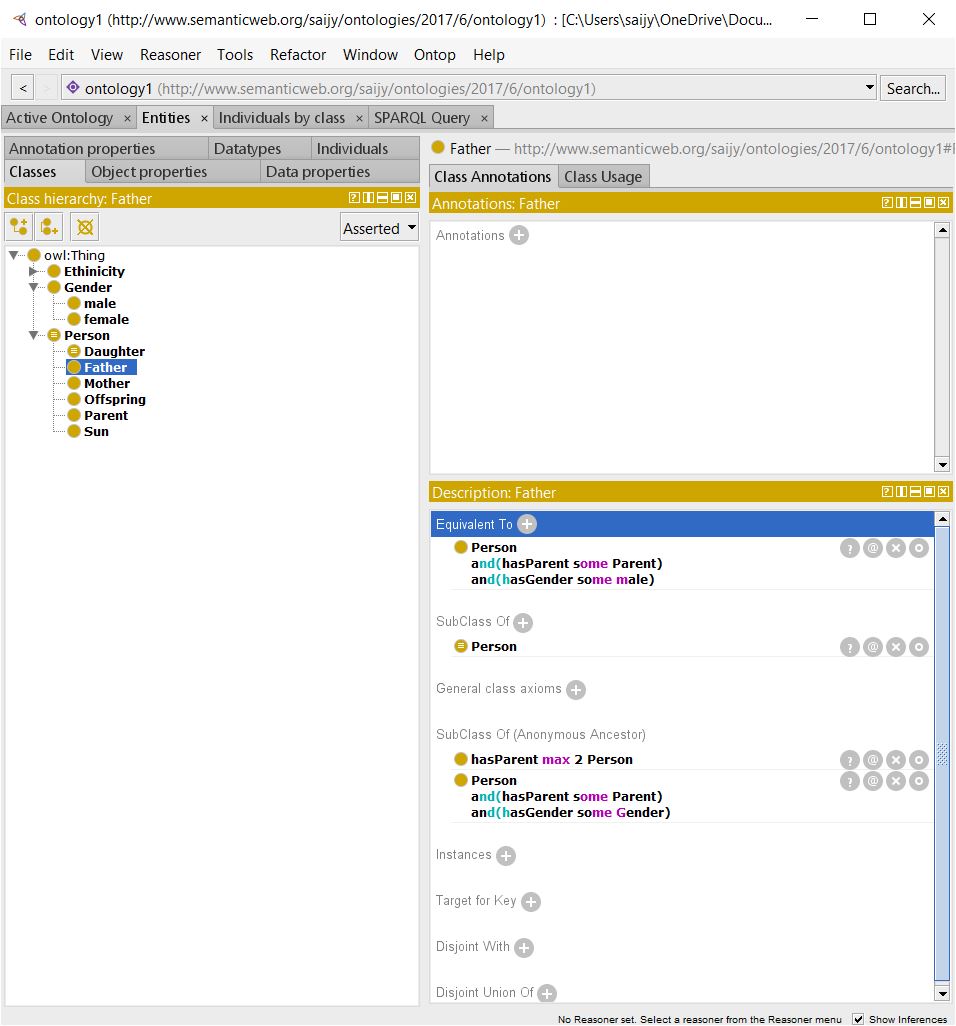 ontology1 (http://www.semanticweb.org/saijy/ontologies/2017/6/ontology1) : [C:\Users\saijy\OneDrive\Docu...
File Edit View Reasoner Tools Refactor Window Ontop Help
< > ontology1 (http://www.semanticweb.org/saijy/ontologies/2017/6/ontology1) Search...
Active Ontology × Entities × Individuals by class × SPARQL Query ×
Annotation properties Datatypes Individuals
Classes Object properties Data properties
Class hierarchy: Father
Asserted
owl:Thing
Ethinicity
Gender
male
female
Person
Daughter
Father
Mother
Offspring
Parent
Sun
Father — http://www.semanticweb.org/saijy/ontologies/2017/6/ontology1#F
Class Annotations Class Usage
Annotations: Father
Annotations
Description: Father
Equivalent To
Person
and(hasParent some Parent)
and(hasGender some male)
SubClass Of
Person
General class axioms
SubClass Of (Anonymous Ancestor)
hasParent max 2 Person
Person
and(hasParent some Parent)
and(hasGender some Gender)
Instances
Target for Key
Disjoint With
Disjoint Union Of
No Reasoner set. Select a reasoner from the Reasoner menu Show Inferences